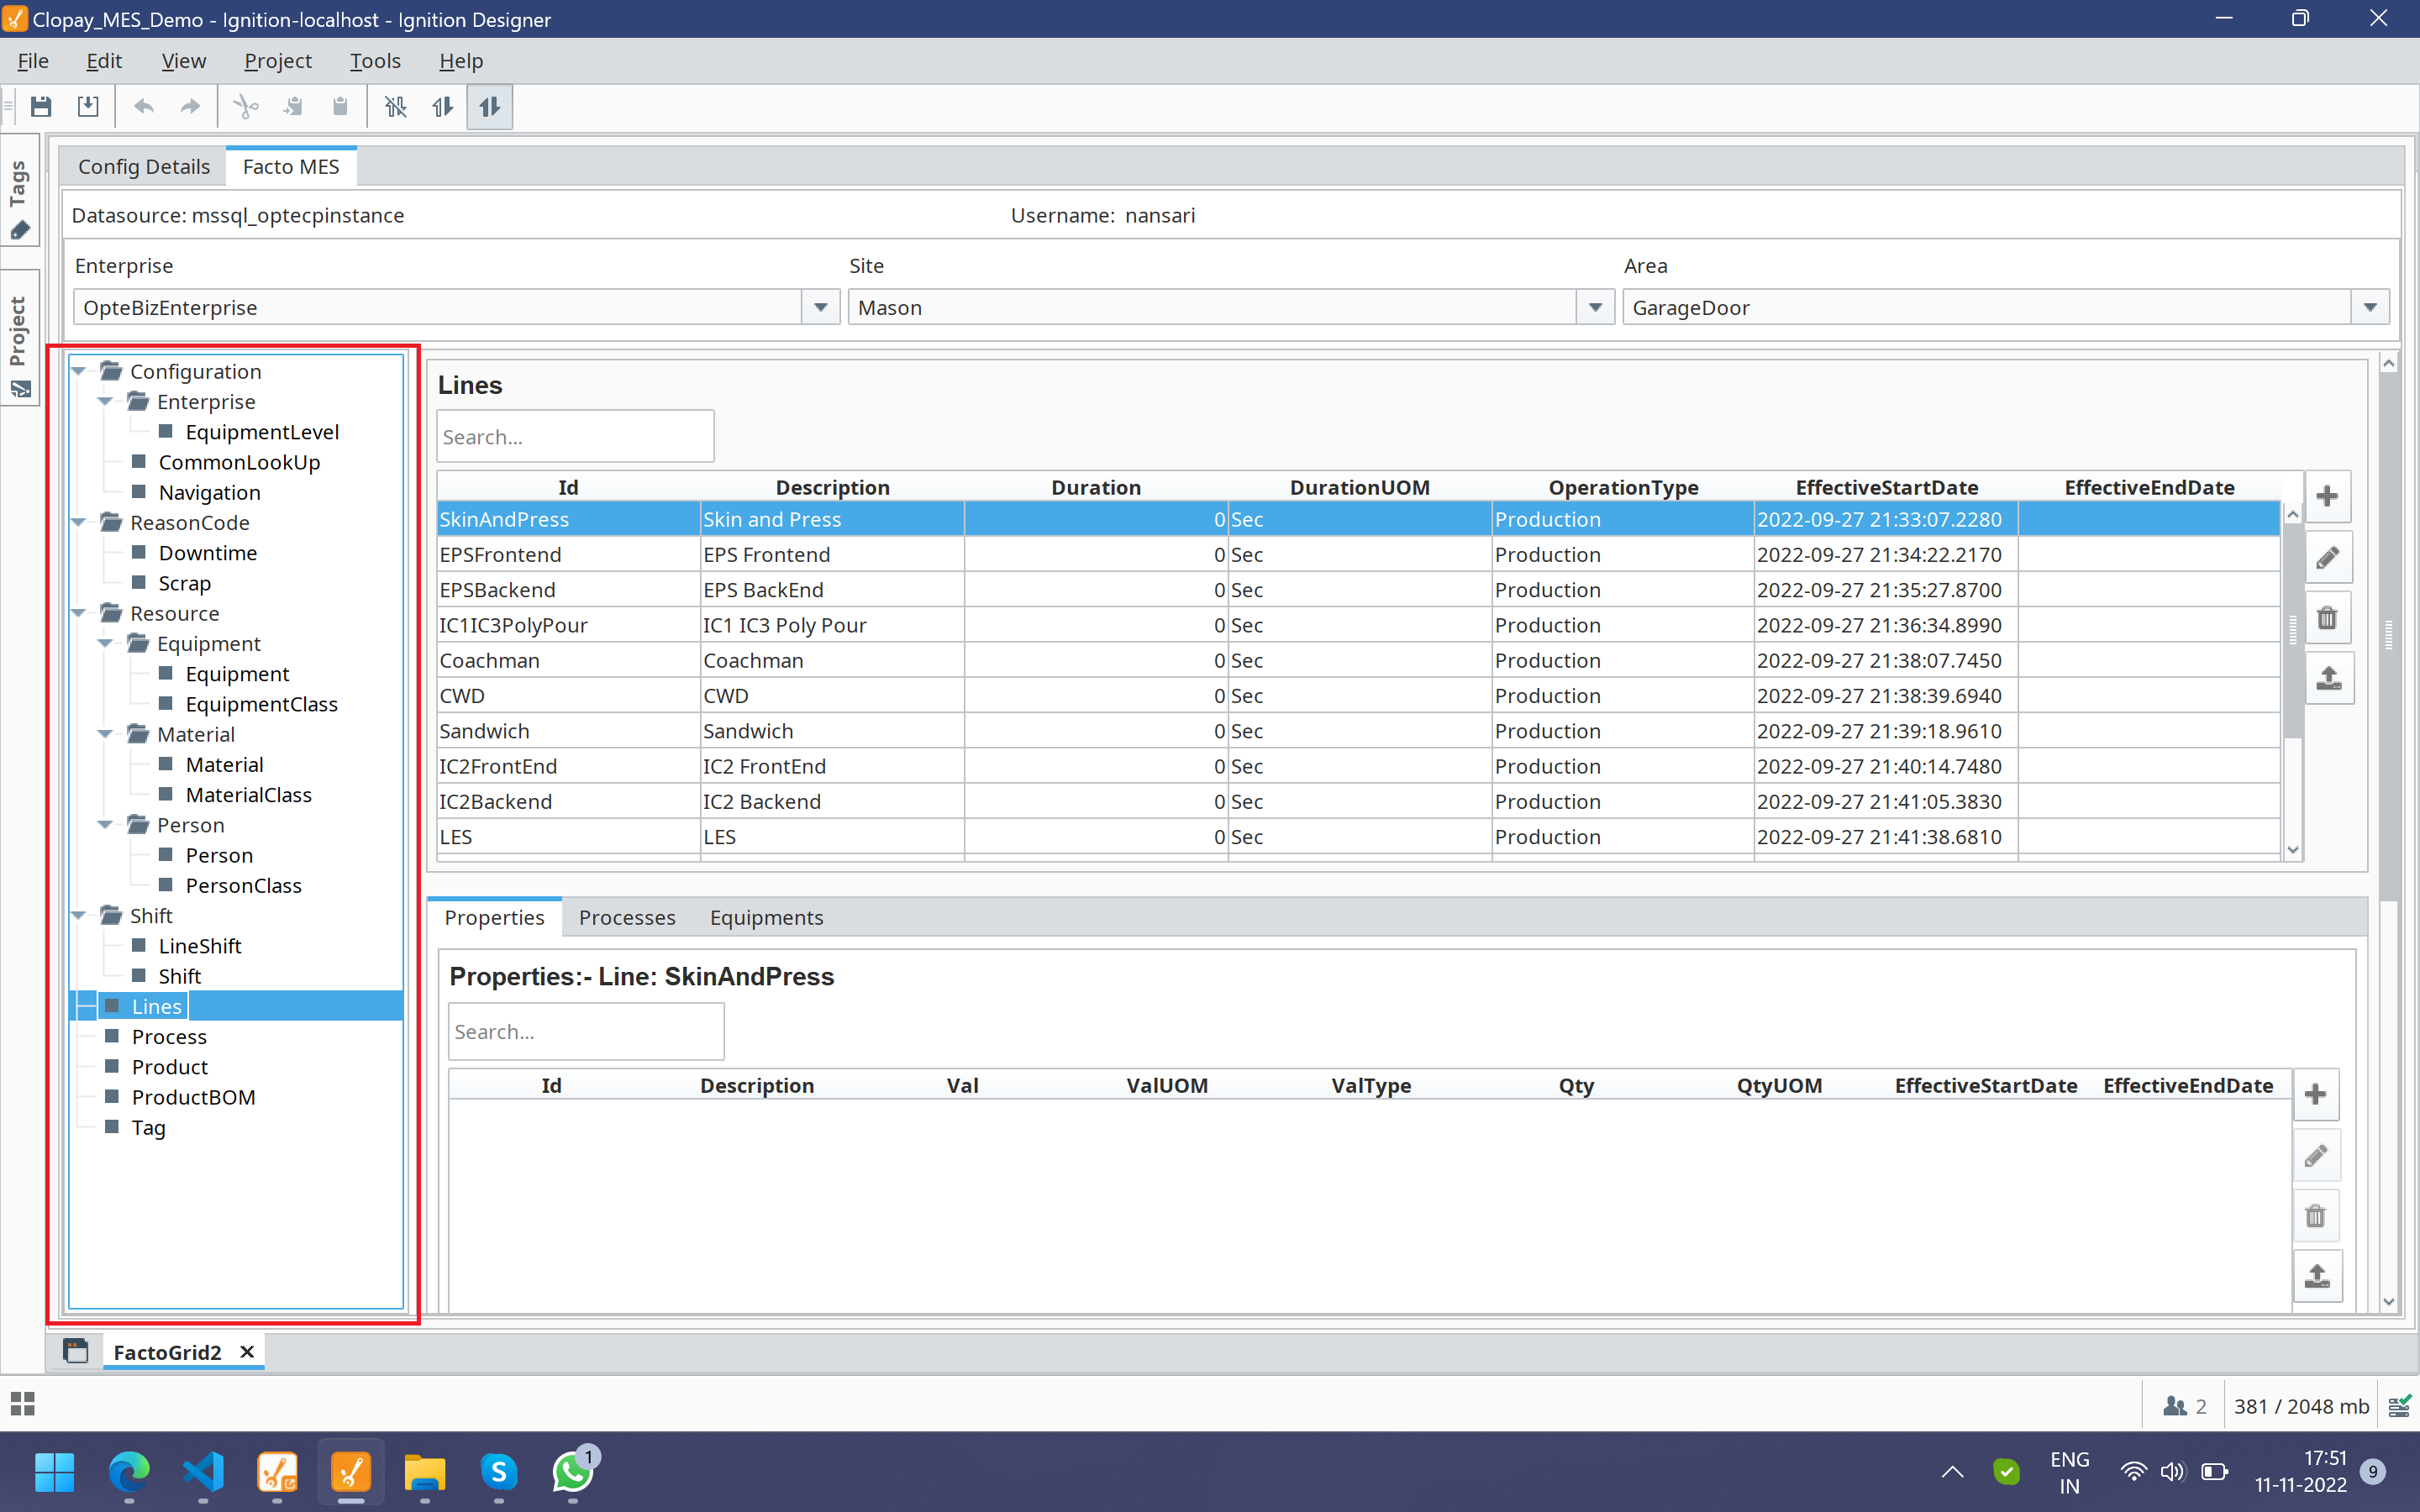 Clopay_MES_Demo - Ignition-localhost - Ignition Designer
File Edit View Project Tools Help
Tags
Project
Config Details Facto MES
Datasource: mssql_optecpinstance Username: nansari
Enterprise Site Area
OpteBizEnterprise Mason GarageDoor
Configuration
Enterprise
EquipmentLevel
CommonLookUp
Navigation
ReasonCode
Downtime
Scrap
Resource
Equipment
Equipment
EquipmentClass
Material
Material
MaterialClass
Person
Person
PersonClass
Shift
LineShift
Shift
Lines
Process
Product
ProductBOM
Tag
Lines
Search...
Id Description Duration DurationUOM OperationType EffectiveStartDate EffectiveEndDate
SkinAndPress Skin and Press 0 Sec Production 2022-09-27 21:33:07.2280
EPSFrontend EPS Frontend 0 Sec Production 2022-09-27 21:34:22.2170
EPSBackend EPS BackEnd 0 Sec Production 2022-09-27 21:35:27.8700
IC1IC3PolyPour IC1 IC3 Poly Pour 0 Sec Production 2022-09-27 21:36:34.8990
Coachman Coachman 0 Sec Production 2022-09-27 21:38:07.7450
CWD CWD 0 Sec Production 2022-09-27 21:38:39.6940
Sandwich Sandwich 0 Sec Production 2022-09-27 21:39:18.9610
IC2FrontEnd IC2 FrontEnd 0 Sec Production 2022-09-27 21:40:14.7480
IC2Backend IC2 Backend 0 Sec Production 2022-09-27 21:41:05.3830
LES LES 0 Sec Production 2022-09-27 21:41:38.6810
Properties Processes Equipments
Properties:- Line: SkinAndPress
Search...
Id Description Val ValUOM ValType Qty QtyUOM EffectiveStartDate EffectiveEndDate
FactoGrid2
2 381 / 2048 mb
S
1
ENG
IN
17:51
11-11-2022
9